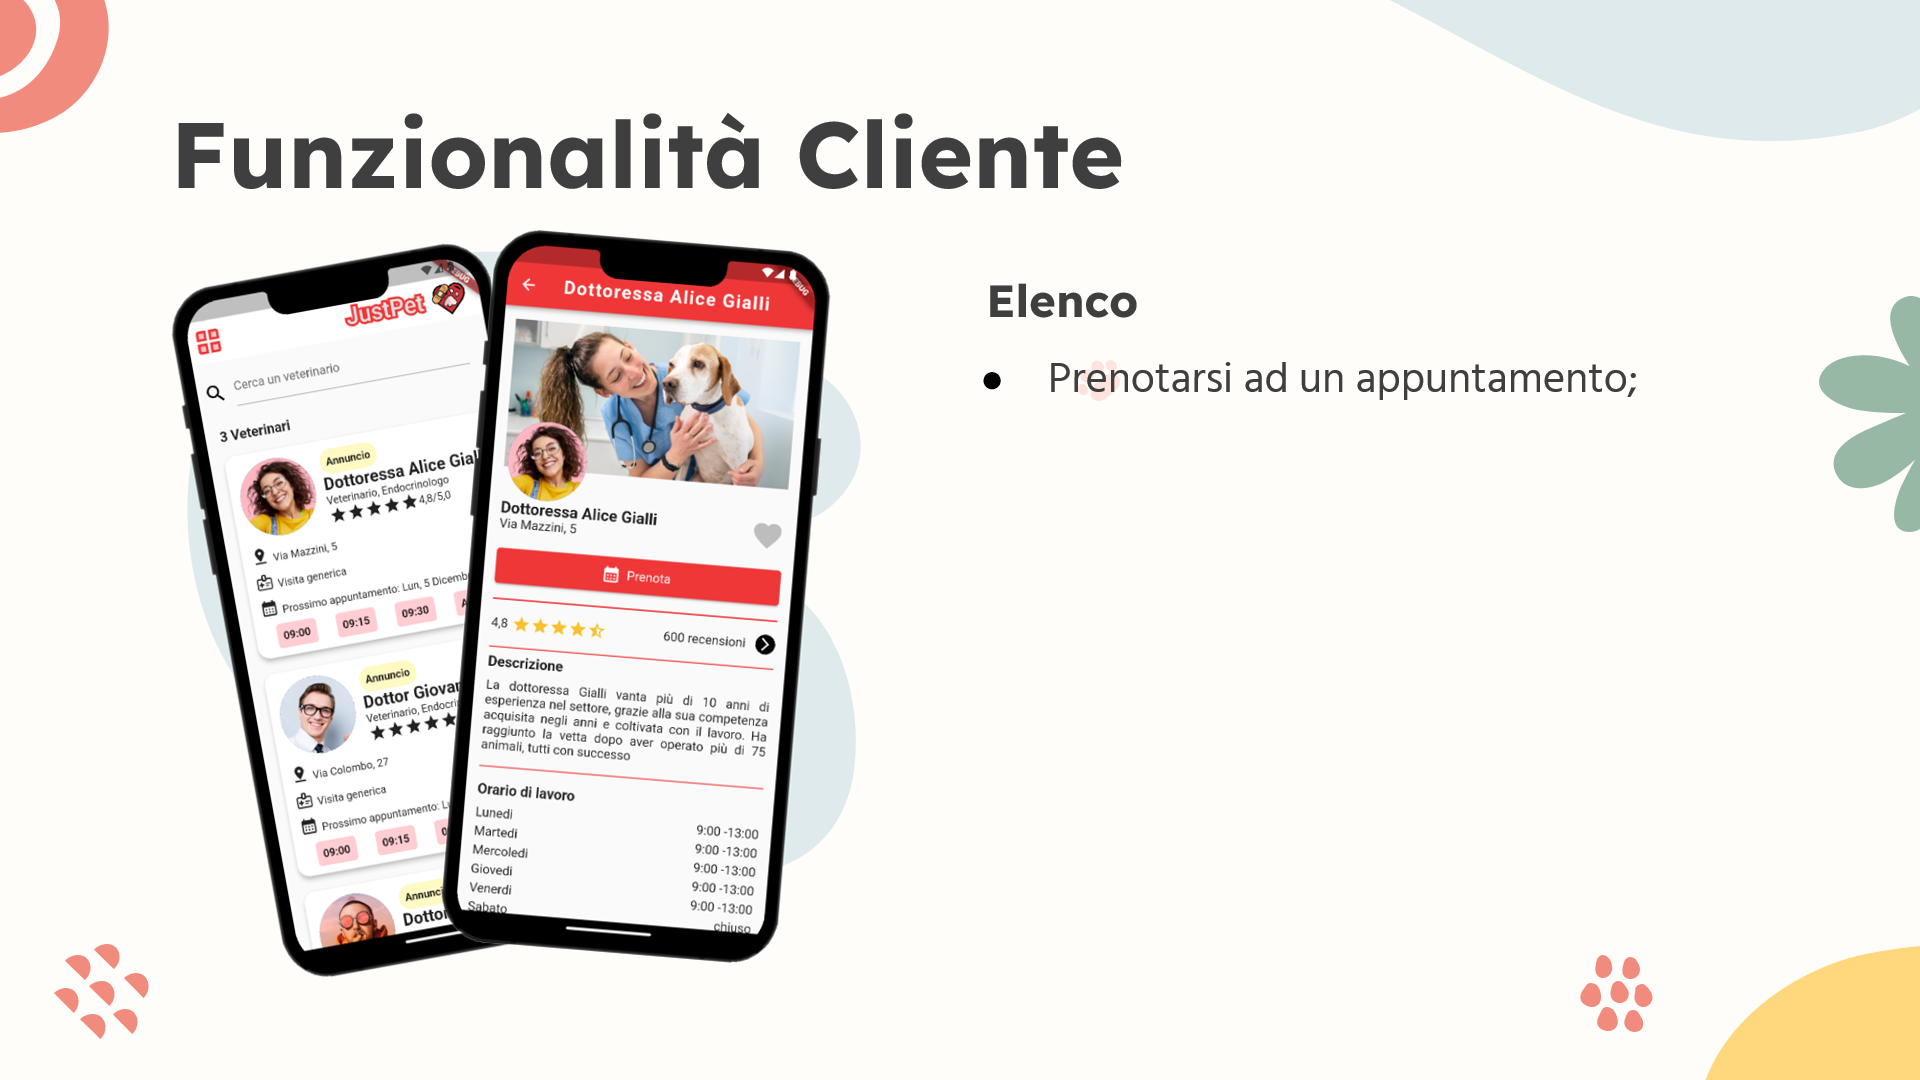 Funzionalità Cliente
Elenco
Prenotarsi ad un appuntamento;
JustPet
Cerca un veterinario
3 Veterinari
Annuncio
Dottoressa Alice Gial
Veterinario, Endocrinologo
4,8/5,0
Via Mazzini, 5
Visita generica
Prossimo appuntamento: Lun, 5 Dicemb
09:00 09:15 09:30
Annuncio
Dottor Giovan
Veterinario, Endocri
Via Colombo, 27
Visita generica
Prossimo appuntamento: Lu
09:00 09:15
Annunc
Dottor
Dottoressa Alice Gialli
Dottoressa Alice Gialli
Via Mazzini, 5
Prenota
4,8 600 recensioni
Descrizione
La dottoressa Gialli vanta più di 10 anni di
esperienza nel settore, grazie alla sua competenza
acquisita negli anni e coltivata con il lavoro. Ha
raggiunto la vetta dopo aver operato più di 75
animali, tutti con successo
Orario di lavoro
Lunedi 9:00 -13:00
Martedi 9:00 -13:00
Mercoledi 9:00 -13:00
Giovedi 9:00 -13:00
Venerdi 9:00 -13:00
Sabato chiuso